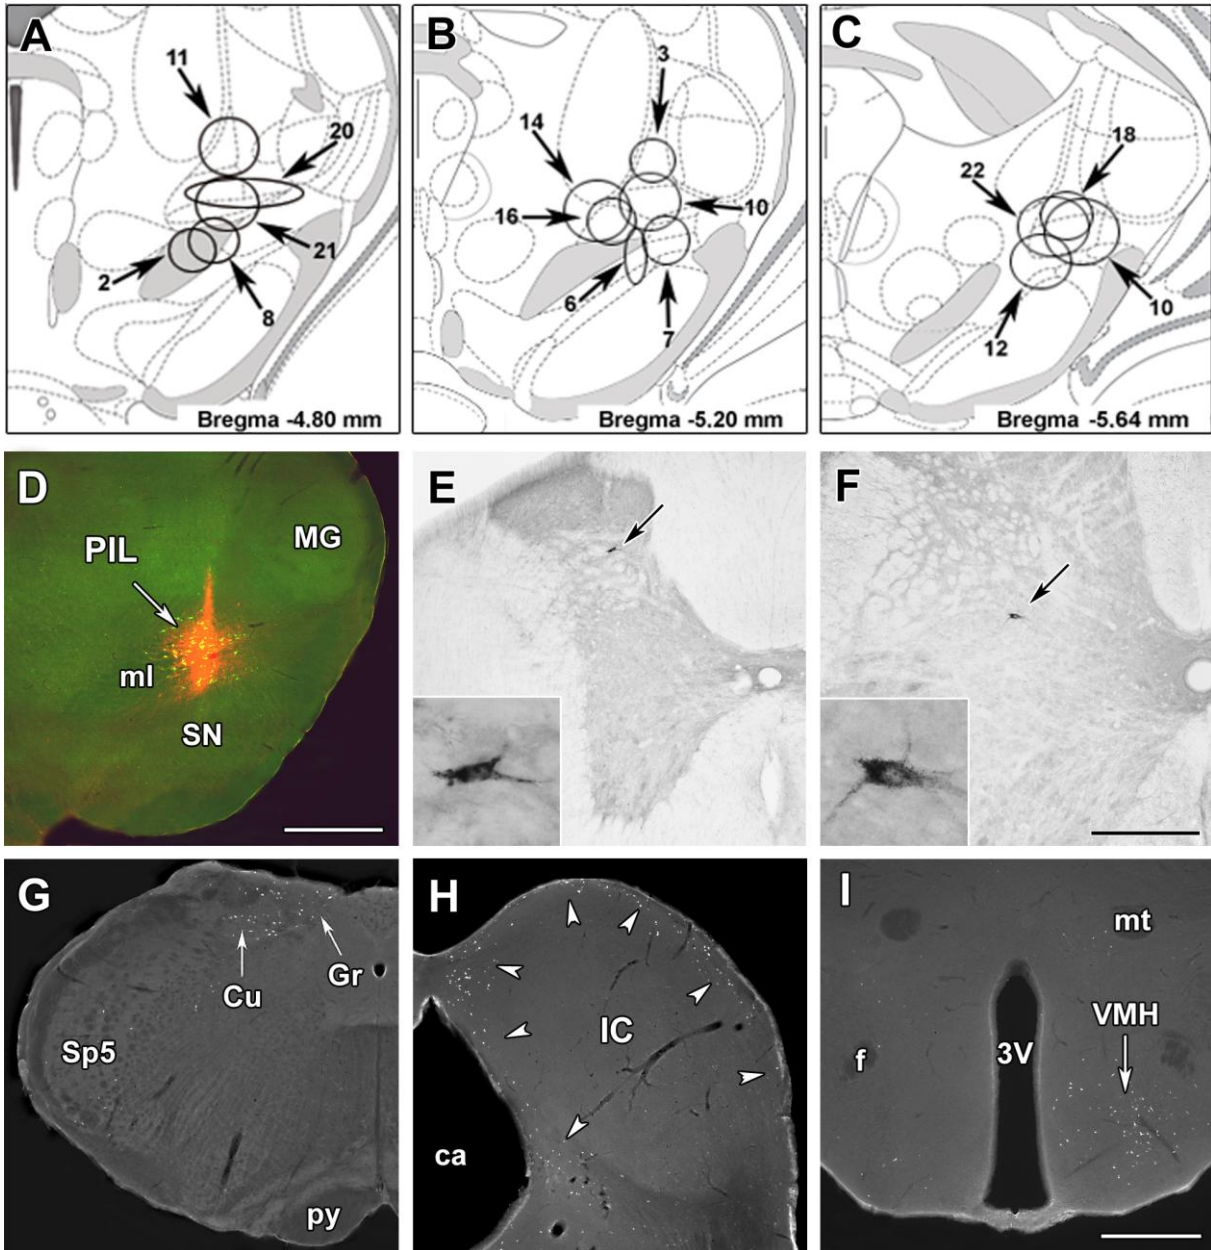 A
11
20
2
21
8
Bregma -4.80 mm
B
3
14
16
10
6
7
Bregma -5.20 mm
C
18
22
12
10
Bregma -5.64 mm
D
MG
PIL
ml
SN
E
F
G
Cu
Gr
Sp5
py
H
IC
ca
I
mt
VMH
3V
f